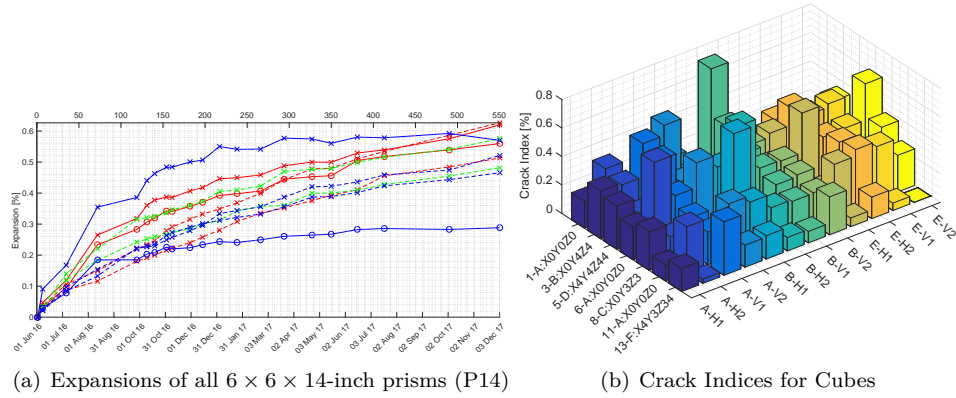 0 50 100 150 200 250 300 350 400 450 500 550
0.6
0.5
0.4
0.3
0.2
0.1
0
Expansion [%]
01 Jun 16
01 Jul 16
01 Aug 16
31 Aug 16
01 Oct 16
31 Oct 16
01 Dec 16
31 Dec 16
31 Jan 17
02 Mar 17
02 Apr 17
03 May 17
02 Jun 17
03 Jul 17
02 Aug 17
02 Sep 17
02 Oct 17
02 Nov 17
03 Dec 17
(a) Expansions of all 6 × 6 × 14-inch prisms (P14)
0.8
0.6
0.4
0.2
0
Crack Index [%]
1-A:X0Y0Z0
3-B:X0Y4Z4
5-D:X4Y4Z44
6-A:X0Y0Z0
8-C:X0Y3Z3
11-A:X0Y0Z0
13-F:X4Y3Z34
A-H1
A-V1
A-H2
A-V2
B-H1
B-H2
B-V1
B-V2
E-H1
E-H2
E-V1
E-V2
(b) Crack Indices for Cubes